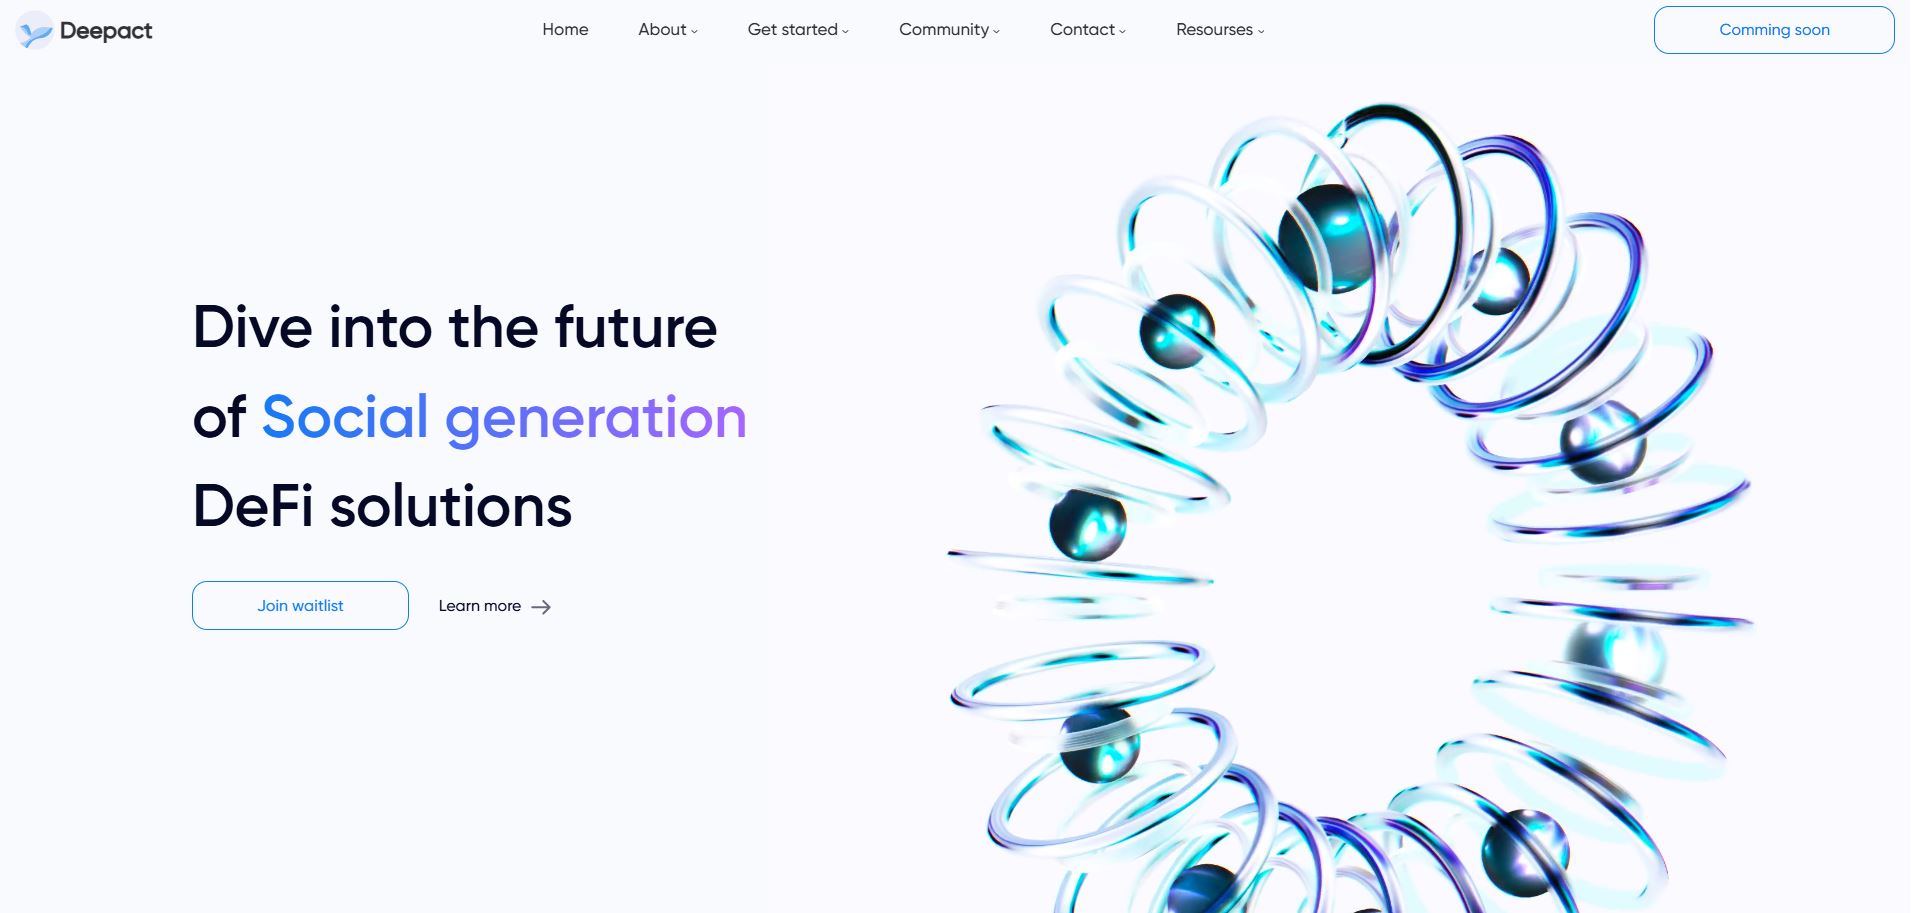 Deepact
Home
About
Get started
Community
Contact
Resourses
Comming soon
Dive into the future
of Social generation
DeFi solutions
Join waitlist
Learn more